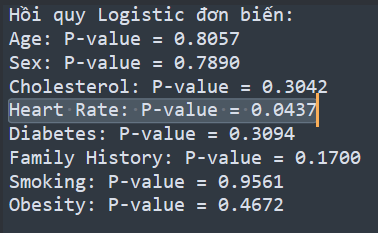 Hồi quy Logistic đơn biến:
Age: P-value = 0.8057
Sex: P-value = 0.7890
Cholesterol: P-value = 0.3042
Heart Rate: P-value = 0.0437
Diabetes: P-value = 0.3094
Family History: P-value = 0.1700
Smoking: P-value = 0.9561
Obesity: P-value = 0.4672